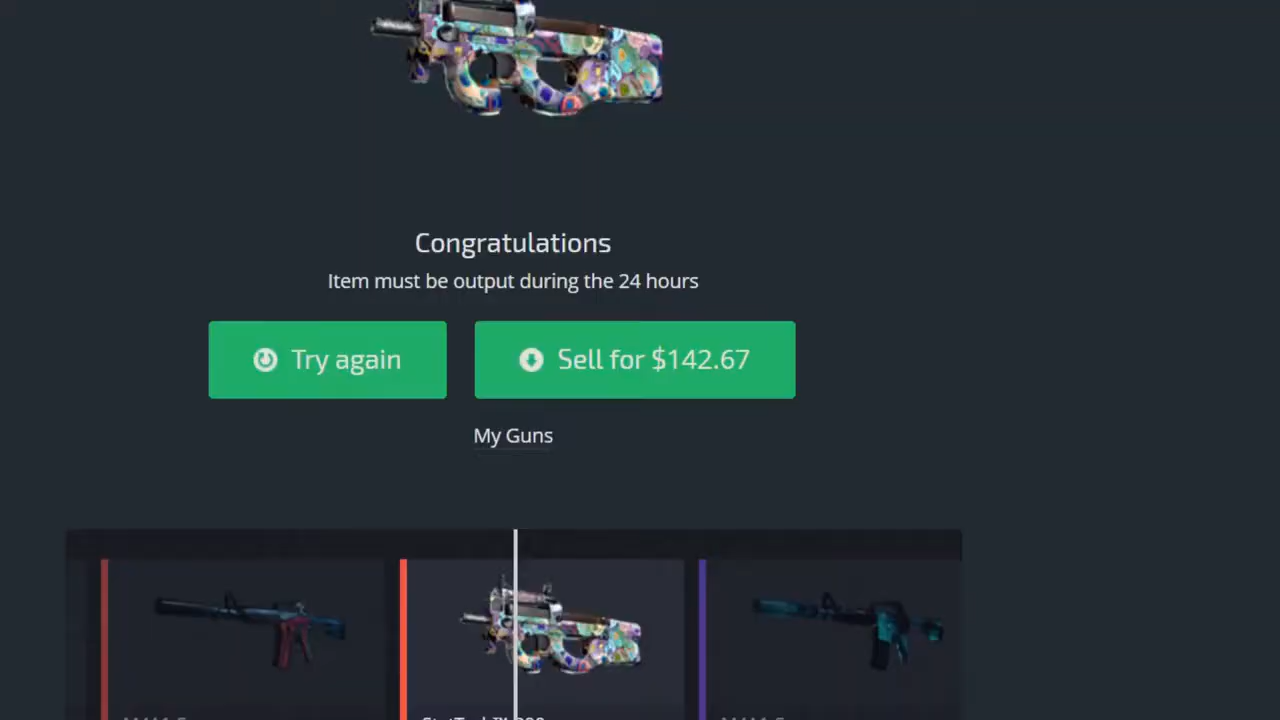 Congratulations
Item must be output during the 24 hours
Try again
Sell for $142.67
My Guns